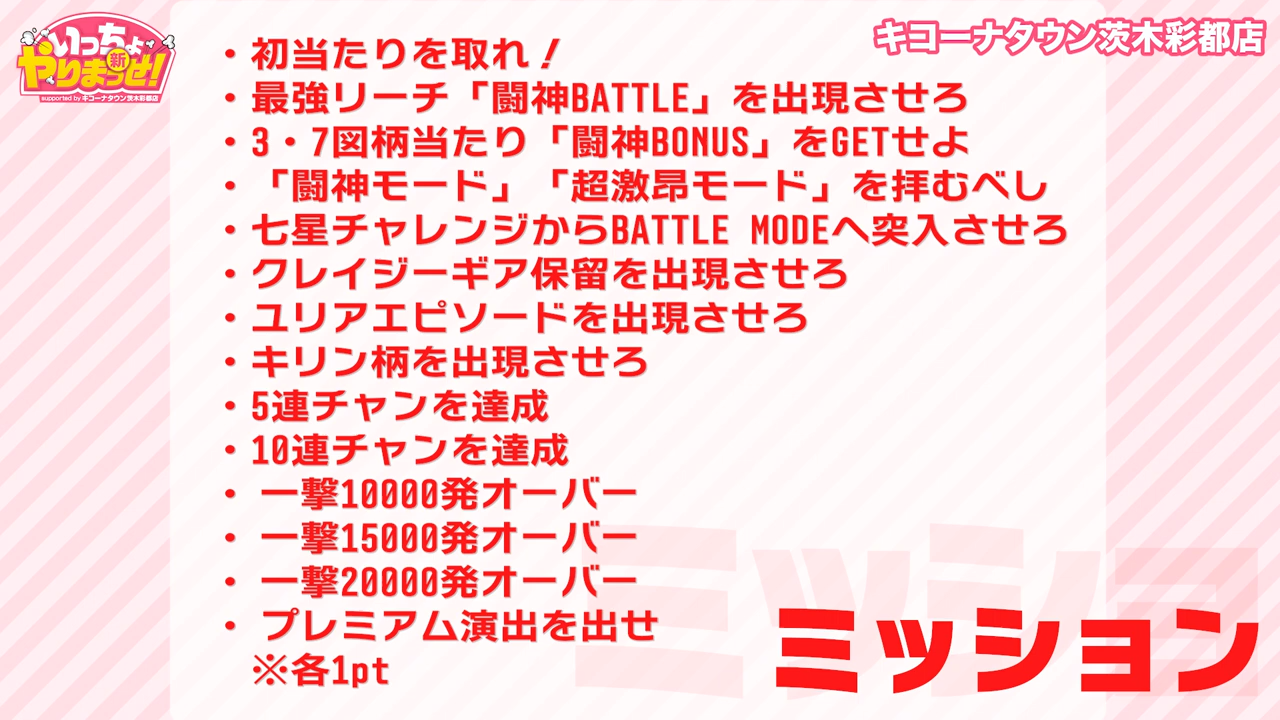 いっちょ
新
やりまっせ!
supported by キコーナタウン茨木彩都店
キコーナタウン茨木彩都店
・初当たりを取れ!
・最強リーチ「闘神BATTLE」を出現させろ
・3・7図柄当たり「闘神BONUS」をGETせよ
・「闘神モード」「超激昂モード」を拝むべし
・七星チャレンジからBATTLE MODEへ突入させろ
・クレイジーギア保留を出現させろ
・ユリアエピソードを出現させろ
・キリン柄を出現させろ
・5連チャンを達成
・10連チャンを達成
・ 一撃10000発オーバー
・ 一撃15000発オーバー
・ 一撃20000発オーバー
・ プレミアム演出を出せ
※各1pt
ミッショ
ミッション